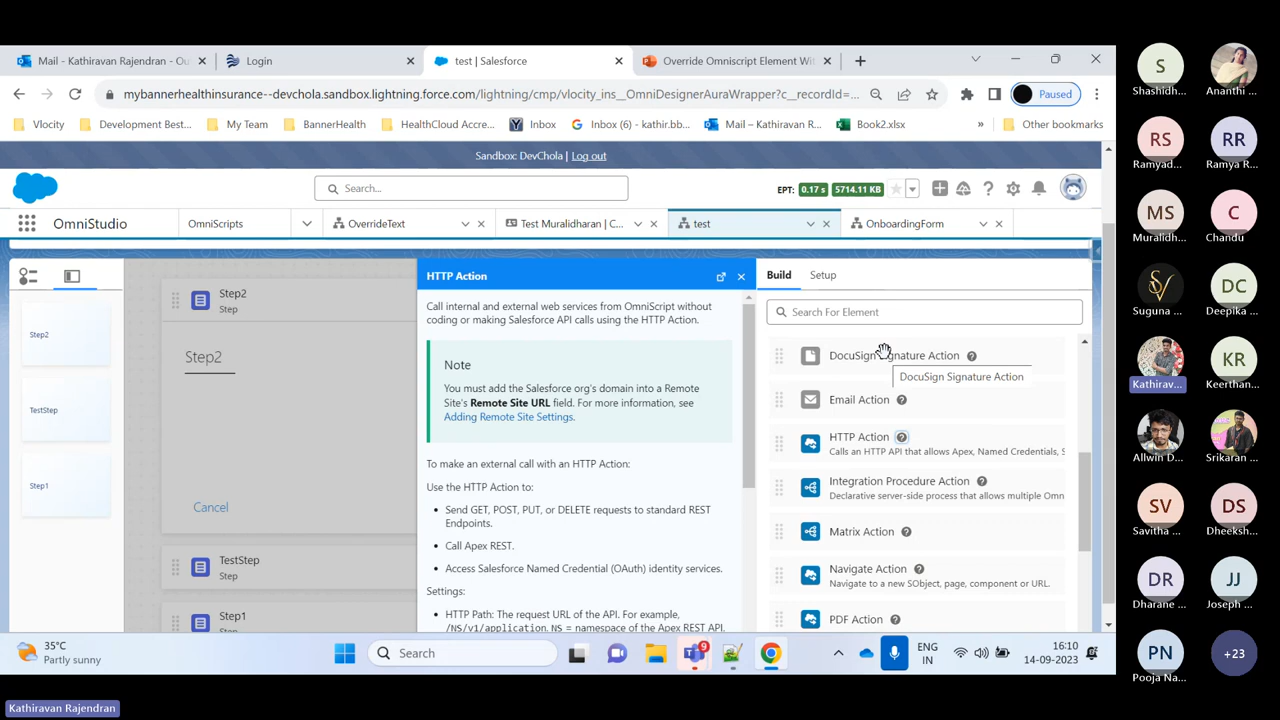 Mail - Kathiravan Rajendran - Ou
Login
test | Salesforce
Override Omniscript Element Wit
mybannerhealthinsurance--devchola.sandbox.lightning.force.com/lightning/cmp/vlocity_ins__OmniDesignerAuraWrapper?c__recordId=...
Paused
Vlocity
Development Best...
My Team
BannerHealth
HealthCloud Accre...
Inbox
Inbox (6) - kathir.bb...
Mail – Kathiravan R...
Book2.xlsx
»
Other bookmarks
Sandbox: DevChola | Log out
Search...
EPT: 0.17 s 5714.11 KB
OmniStudio
OmniScripts
OverrideText
Test Muralidharan | C...
test
OnboardingForm
Step2
TestStep
Step1
Step2
Step
Step2
Cancel
TestStep
Step
Step1
Step
HTTP Action
Call internal and external web services from OmniScript without
coding or making Salesforce API calls using the HTTP Action.
Note
You must add the Salesforce org's domain into a Remote
Site's Remote Site URL field. For more information, see
Adding Remote Site Settings.
To make an external call with an HTTP Action:
Use the HTTP Action to:
• Send GET, POST, PUT, or DELETE requests to standard REST
Endpoints.
• Call Apex REST.
• Access Salesforce Named Credential (OAuth) identity services.
Settings:
• HTTP Path: The request URL of the API. For example,
/NS/v1/application. NS = namespace of the Apex REST API.
Build
Setup
Search For Element
DocuSign Signature Action
DocuSign Signature Action
Email Action
HTTP Action
Calls an HTTP API that allows Apex, Named Credentials, S
Integration Procedure Action
Declarative server-side process that allows multiple Omn
Matrix Action
Navigate Action
Navigate to a new SObject, page, component or URL.
PDF Action
35°C
Partly sunny
Search
9
ENG
IN
16:10
14-09-2023
Kathiravan Rajendran
S
Shashidh...
Ananthi ...
RS
Ramyad...
RR
Ramya R...
MS
Muralidh...
C
Chandu
SV
Suguna ...
DC
Deepika ...
Kathirav...
KR
Keerthan...
Allwin D...
Srikaran ...
SV
Savitha ...
DS
Dheeksh...
DR
Dharane ...
JJ
Joseph ...
PN
Pooja Na...
+23